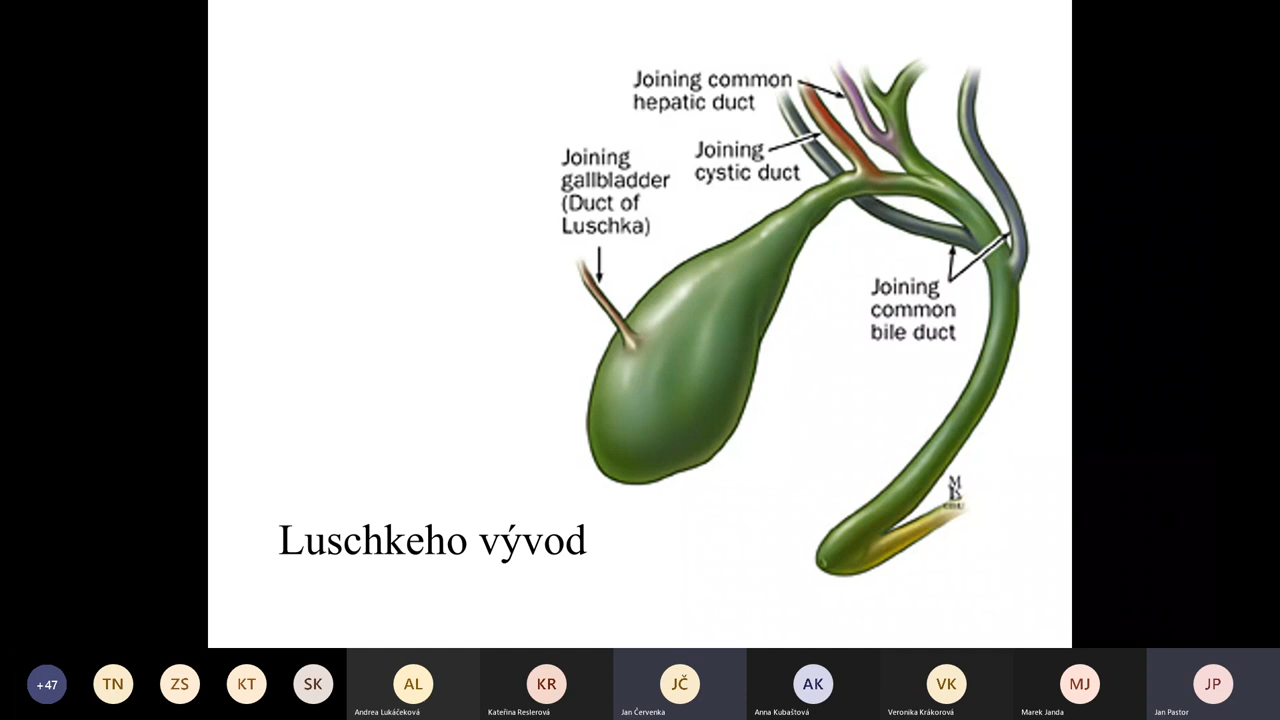 Joining common
hepatic duct
Joining
cystic duct
Joining
gallbladder
(Duct of
Luschka)
Joining
common
bile duct
Luschkeho vývod
+47
TN
ZS
KT
SK
AL
KR
JČ
AK
VK
MJ
JP
Andrea Lukáčeková
Kateřina Reslerová
Jan Červenka
Anna Kubaštová
Veronika Krákorová
Marek Janda
Jan Pastor